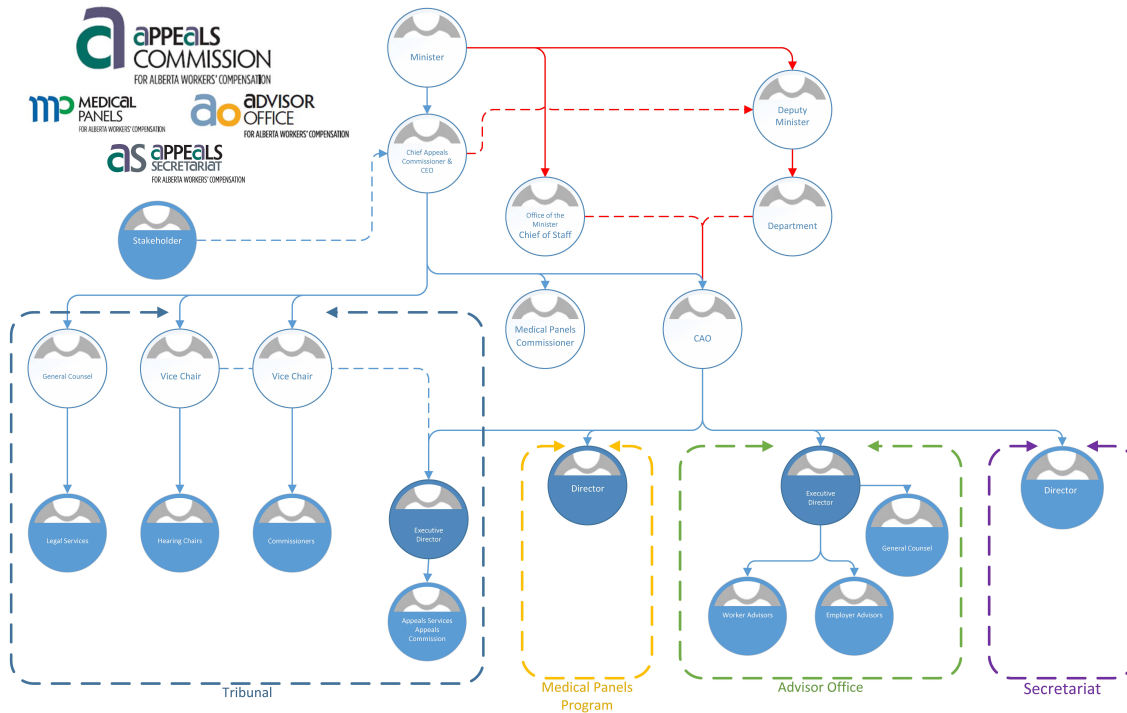 aPPeaLS
COMMISSION
FOR ALBERTA WORKERS' COMPENSATION
mp MEDICAL
PANELS
FOR ALBERTA WORKERS' COMPENSATION
ao aDVISOR
OFFICE
FOR ALBERTA WORKERS' COMPENSATION
as aPPeaLS
SECRETARIAT
FOR ALBERTA WORKERS' COMPENSATION
Minister
Deputy
Minister
Chief Appeals
Commissioner &
CEO
Stakeholder
Office of the
Minister
Chief of Staff
Department
Medical Panels
Commissioner
CAO
General Counsel
Vice Chair
Vice Chair
Legal Services
Hearing Chairs
Commissioners
Executive
Director
Appeals Services
Appeals
Commission
Director
Executive
Director
General Counsel
Worker Advisors
Employer Advisors
Director
Tribunal
Medical Panels
Program
Advisor Office
Secretariat